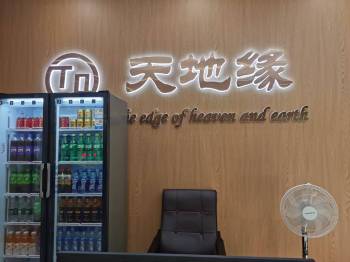 天地缘
edge of heaven and earth